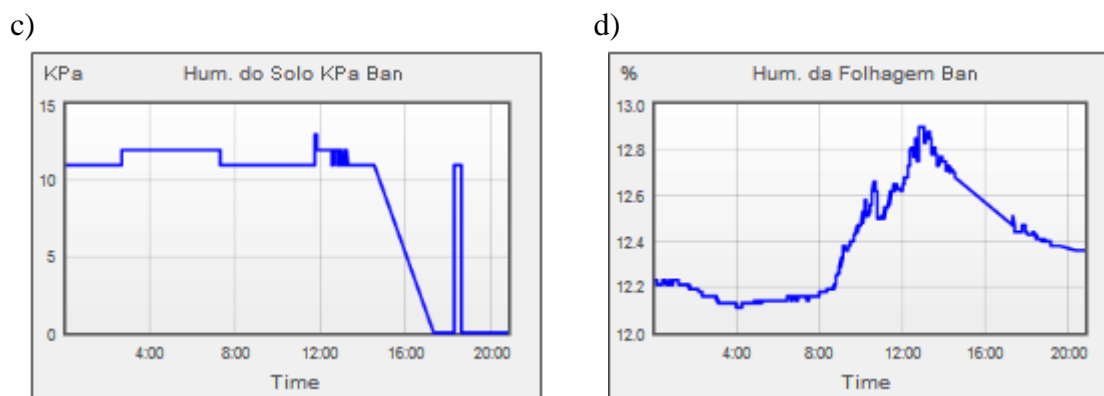 c)
KPa Hum. do Solo KPa Ban
15
10
5
0
4:00 8:00 12:00 16:00 20:00
Time
d)
% Hum. da Folhagem Ban
13.0
12.8
12.6
12.4
12.2
12.0
4:00 8:00 12:00 16:00 20:00
Time